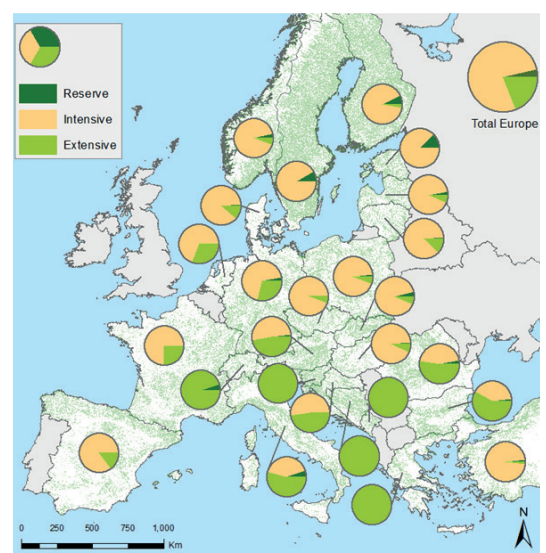 Reserve
Intensive
Extensive
Total Europe
N
0 250 500 750 1,000
Km